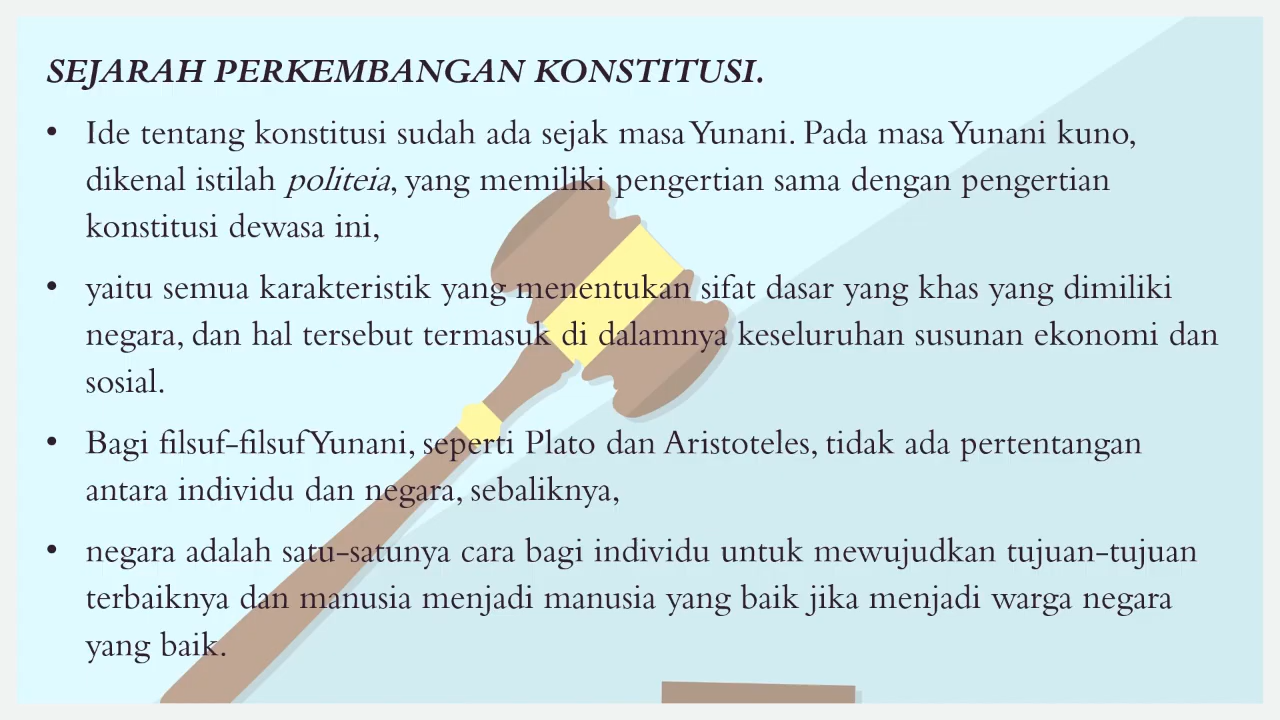 SEJARAH PERKEMBANGAN KONSTITUSI.
• Ide tentang konstitusi sudah ada sejak masa Yunani. Pada masa Yunani kuno,
dikenal istilah politeia, yang memiliki pengertian sama dengan pengertian
konstitusi dewasa ini,
• yaitu semua karakteristik yang menentukan sifat dasar yang khas yang dimiliki
negara, dan hal tersebut termasuk di dalamnya keseluruhan susunan ekonomi dan
sosial.
• Bagi filsuf-filsuf Yunani, seperti Plato dan Aristoteles, tidak ada pertentangan
antara individu dan negara, sebaliknya,
• negara adalah satu-satunya cara bagi individu untuk mewujudkan tujuan-tujuan
terbaiknya dan manusia menjadi manusia yang baik jika menjadi warga negara
yang baik.